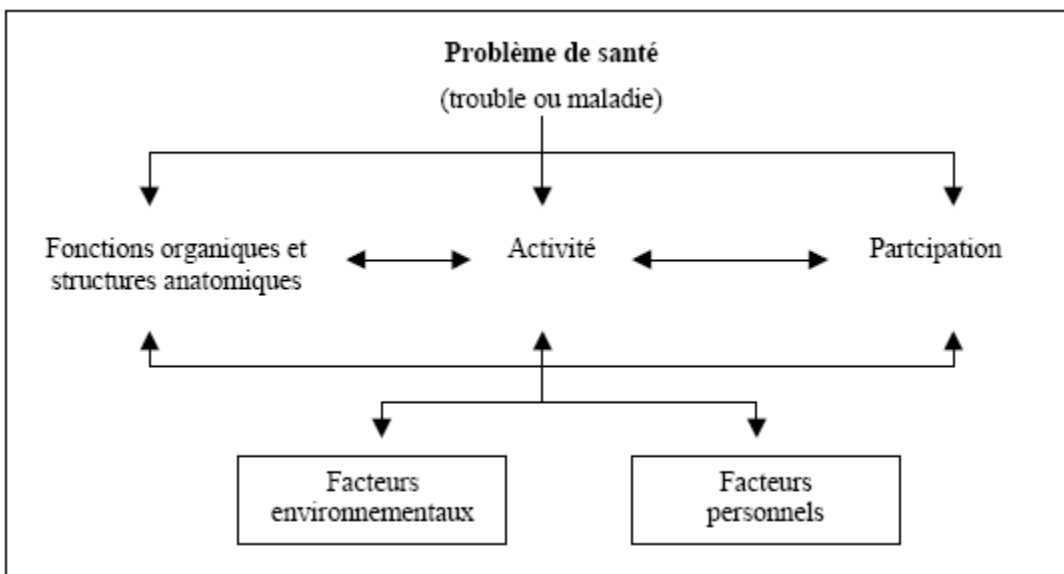 Problème de santé
(trouble ou maladie)
Fonctions organiques et
structures anatomiques
Activité
Partcipation
Facteurs
environnementaux
Facteurs
personnels